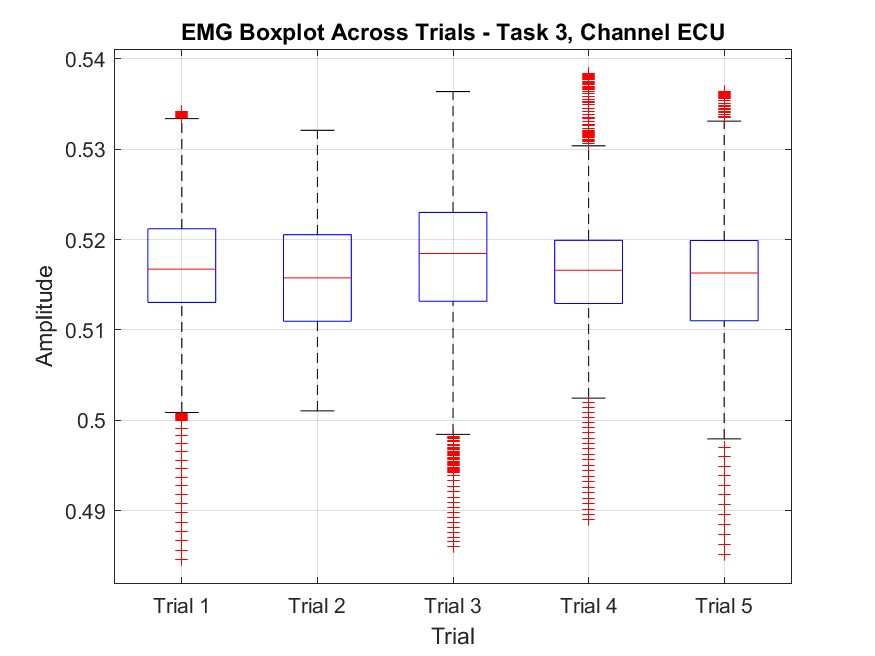 EMG Boxplot Across Trials - Task 3, Channel ECU
0.54
0.53
0.52
0.51
0.5
0.49
Amplitude
Trial 1 Trial 2 Trial 3 Trial 4 Trial 5
Trial